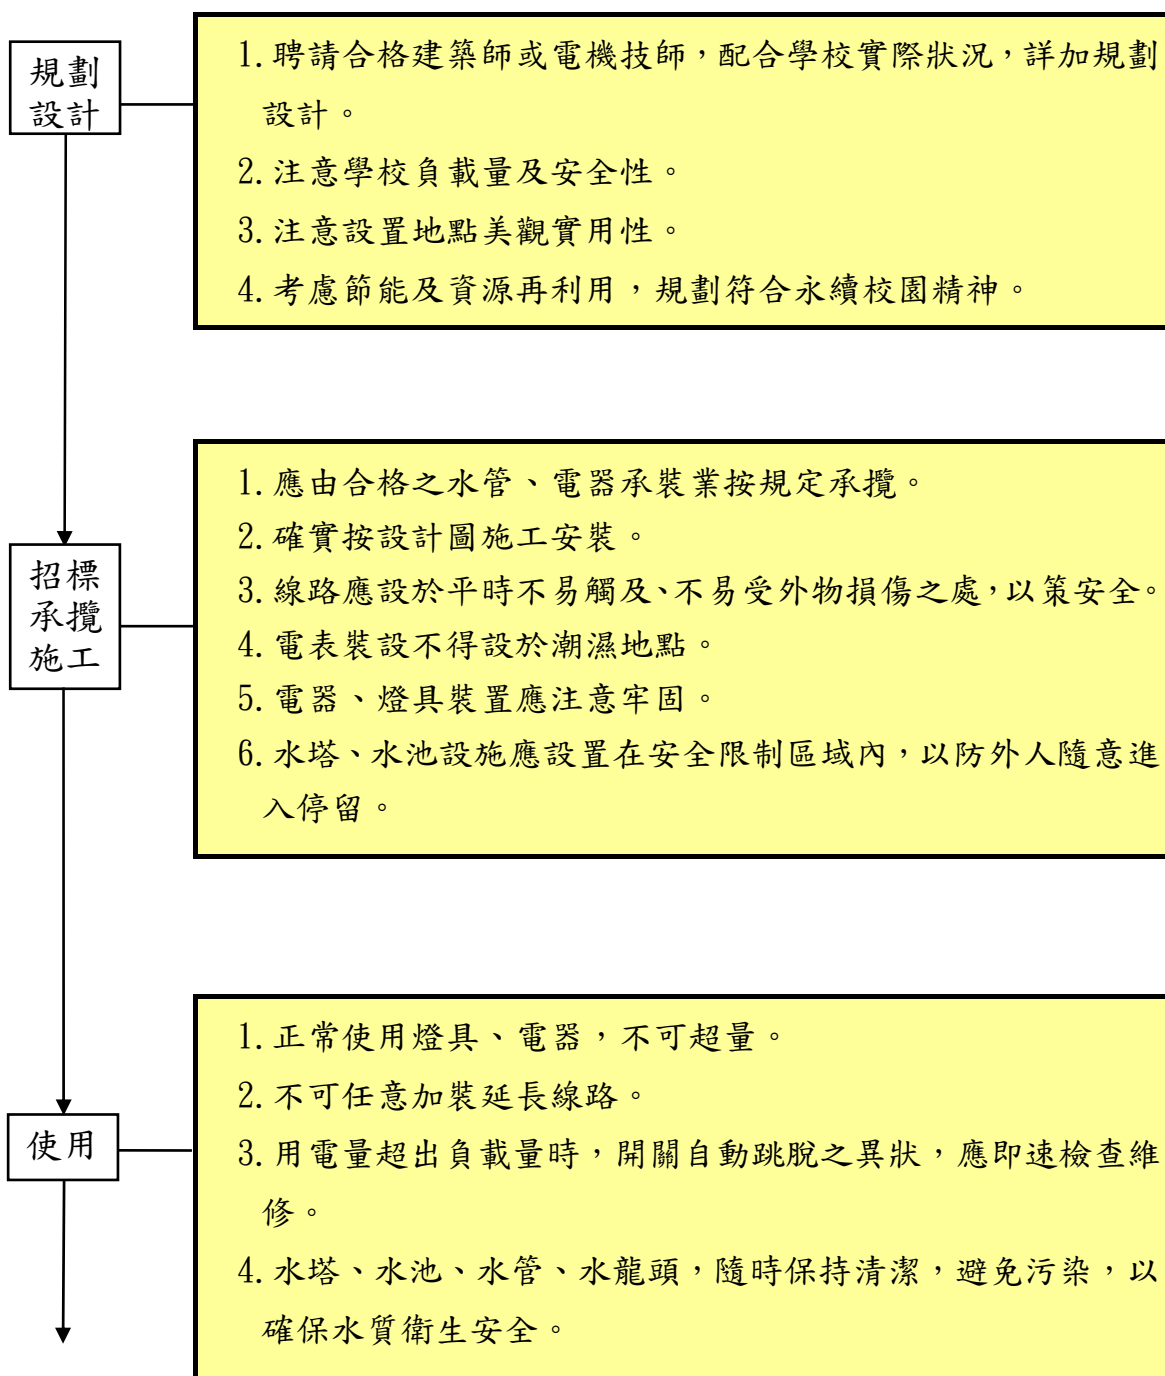 規劃
設計
1.聘請合格建築師或電機技師，配合學校實際狀況，詳加規劃
設計。
2.注意學校負載量及安全性。
3.注意設置地點美觀實用性。
4.考慮節能及資源再利用，規劃符合永續校園精神。
招標
承攬
施工
1.應由合格之水管、電器承裝業按規定承攬。
2.確實按設計圖施工安裝。
3.線路應設於平時不易觸及、不易受外物損傷之處，以策安全。
4.電表裝設不得設於潮濕地點。
5.電器、燈具裝置應注意牢固。
6.水塔、水池設施應設置在安全限制區域內，以防外人隨意進
入停留。
使用
1.正常使用燈具、電器，不可超量。
2.不可任意加裝延長線路。
3.用電量超出負載量時，開關自動跳脫之異狀，應即速檢查維
修。
4.水塔、水池、水管、水龍頭，隨時保持清潔，避免污染，以
確保水質衛生安全。